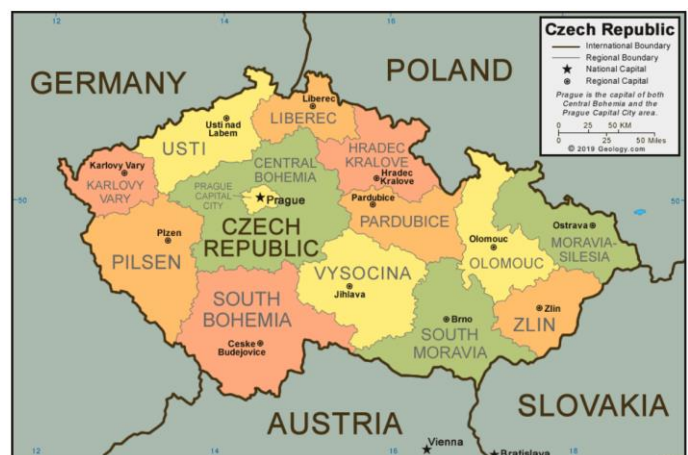 12
14
16
Czech Republic
International Boundary
Regional Boundary
National Capital
Regional Capital
Prague is the capital of both
Central Bohemia and the
Prague Capital City area.
0 25 50 KM
0 25 50 Miles
© 2019 Geology.com
GERMANY
POLAND
Liberec
LIBEREC
Usti nad
Labem
USTI
HRADEC
KRALOVE
Hradec
Kralove
CENTRAL
BOHEMIA
Karlovy Vary
KARLOVY
VARY
PRAGUE
CAPITAL
CITY
Prague
Pardubice
PARDUBICE
50
50
CZECH
REPUBLIC
Plzen
PILSEN
Ostrava
MORAVIA-
SILESIA
Olomouc
OLOMOUC
VYSOCINA
Jihlava
SOUTH
BOHEMIA
Ceske
Budejovice
Brno
SOUTH
MORAVIA
Zlin
ZLIN
SLOVAKIA
AUSTRIA
Vienna
Bratislava
12
14
16
18